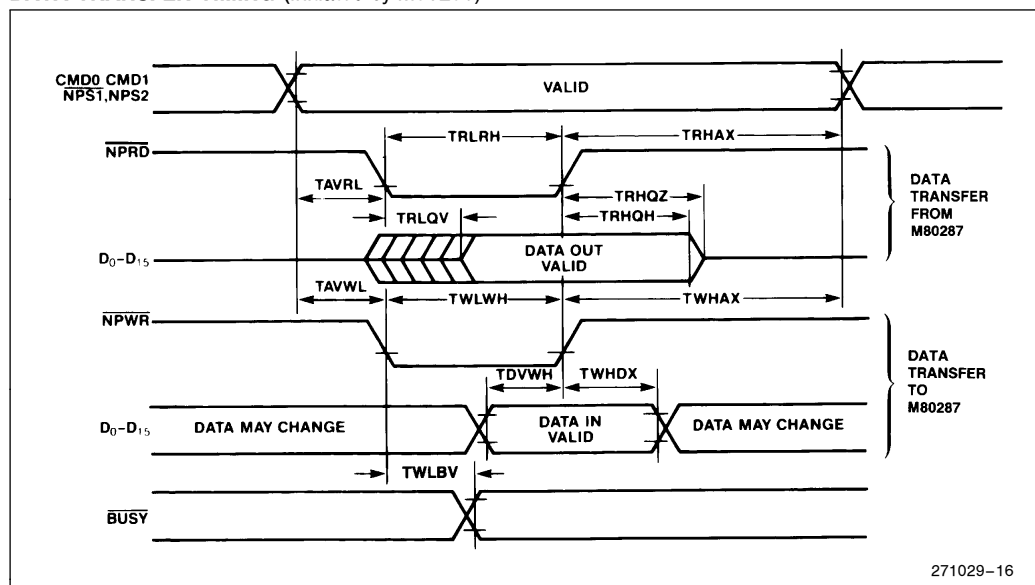 CMD0 CMD1
NPS1,NPS2
VALID
TRLRH
TRHAX
NPRD
TAVRL
TRHQZ
TRLQV
TRHQH
DATA
TRANSFER
FROM
M80287
D0–D15
DATA OUT
VALID
TAVWL
TWLWH
TWHAX
NPWR
TDVWH
TWHDX
DATA
TRANSFER
TO
M80287
D0–D15
DATA MAY CHANGE
DATA IN
VALID
DATA MAY CHANGE
TWLBV
BUSY
271029–16